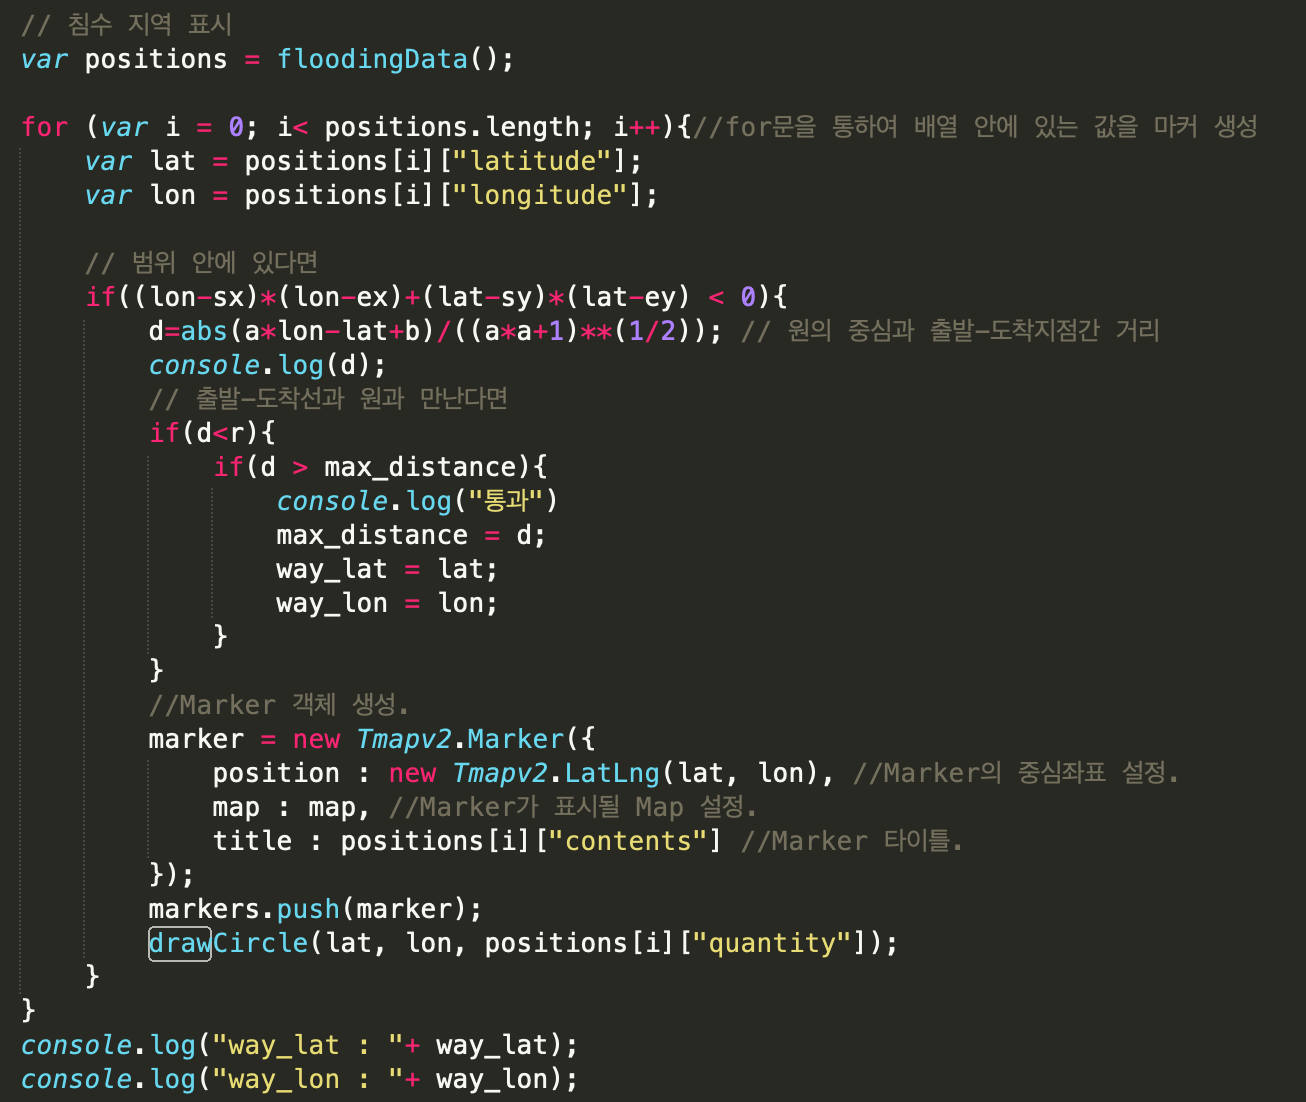 // 침수 지역 표시
var positions = floodingData();
for (var i = 0; i< positions.length; i++){//for문을 통하여 배열 안에 있는 값을 마커 생성
var lat = positions[i]["latitude"];
var lon = positions[i]["longitude"];
// 범위 안에 있다면
if((lon-sx)*(lon-ex)+(lat-sy)*(lat-ey) < 0){
d=abs(a*lon-lat+b)/((a*a+1)**(1/2)); // 원의 중심과 출발-도착지점간 거리
console.log(d);
// 출발-도착선과 원과 만난다면
if(d<r){
if(d > max_distance){
console.log("통과")
max_distance = d;
way_lat = lat;
way_lon = lon;
}
}
//Marker 객체 생성.
marker = new Tmapv2.Marker({
position : new Tmapv2.LatLng(lat, lon), //Marker의 중심좌표 설정.
map : map, //Marker가 표시될 Map 설정.
title : positions[i]["contents"] //Marker 타이틀.
});
markers.push(marker);
drawCircle(lat, lon, positions[i]["quantity"]);
}
}
console.log("way_lat : "+ way_lat);
console.log("way_lon : "+ way_lon);